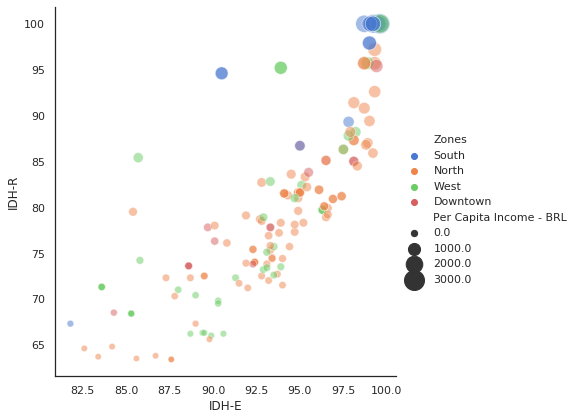 100
95
90
85
80
75
70
65
IDH-R
82.5
85.0
87.5
90.0
92.5
95.0
97.5
100.0
IDH-E
Zones
South
North
West
Downtown
Per Capita Income - BRL
0.0
1000.0
2000.0
3000.0